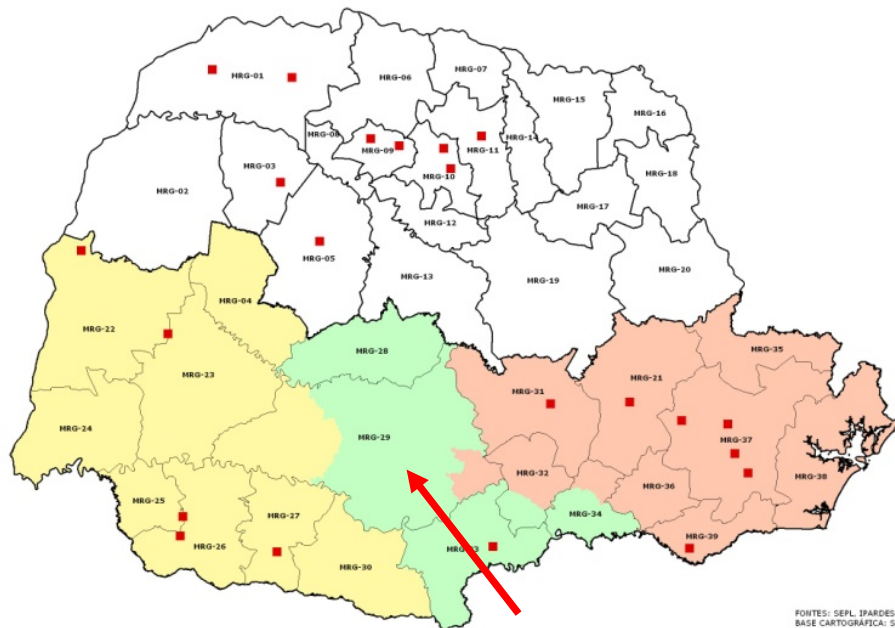 MRG-01
MRG-06
MRG-07
MRG-15
MRG-16
MRG-08
MRG-09
MRG-10
MRG-11
MRG-14
MRG-03
MRG-02
MRG-18
MRG-17
MRG-12
MRG-05
MRG-13
MRG-19
MRG-20
MRG-04
MRG-22
MRG-23
MRG-28
MRG-35
MRG-31
MRG-21
MRG-24
MRG-29
MRG-37
MRG-32
MRG-38
MRG-36
MRG-25
MRG-27
MRG-34
MRG-26
MRG-39
MRG-30
FONTES: SEPL, IPARDES
BASE CARTOGRÁFICA: S